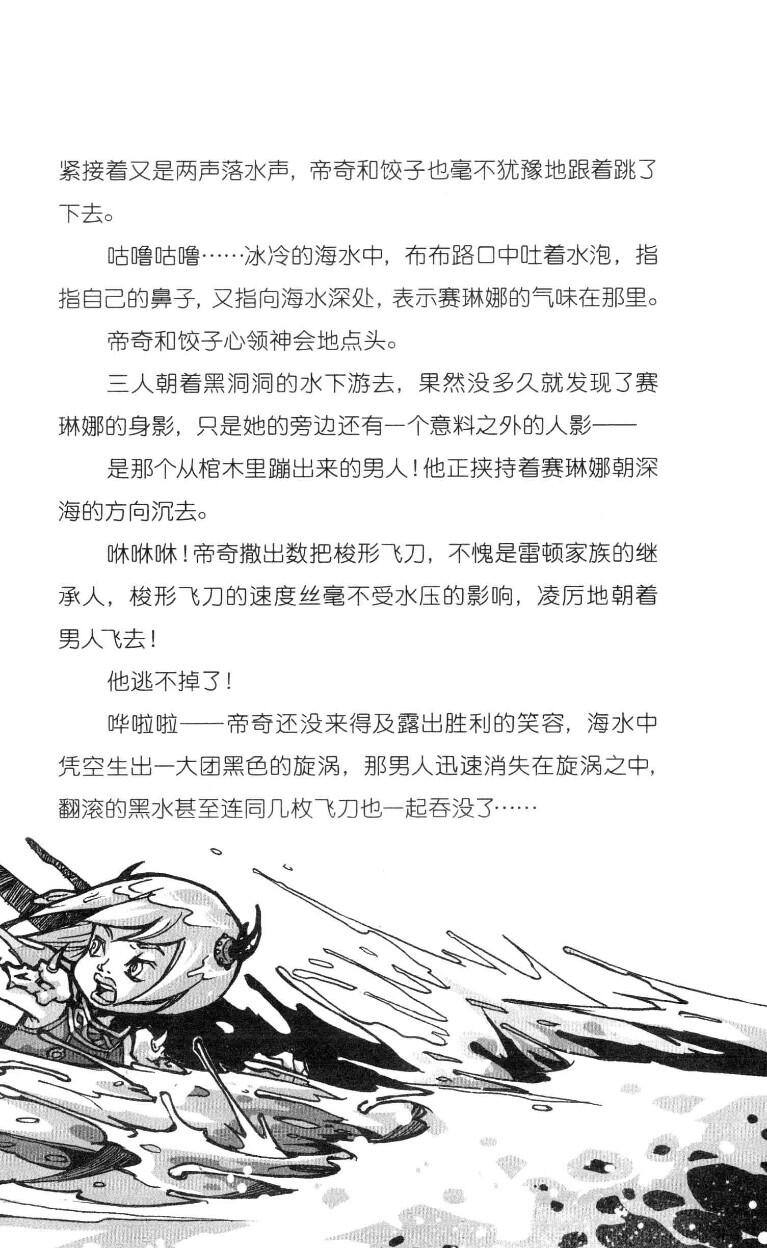 紧接着又是两声落水声，帝奇和饺子也毫不犹豫地跟着跳了
下去。
咕噜咕噜……冰冷的海水中，布布路口中吐着水泡，指
指自己的鼻子，又指向海水深处，表示赛琳娜的气味在那里。
帝奇和饺子心领神会地点头。
三人朝着黑洞洞的水下游去，果然没多久就发现了赛
琳娜的身影，只是她的旁边还有一个意料之外的人影——
是那个从棺木里蹦出来的男人！他正挟持着赛琳娜朝深
海的方向沉去。
咻咻咻！帝奇撒出数把梭形飞刀，不愧是雷顿家族的继
承人，梭形飞刀的速度丝毫不受水压的影响，凌厉地朝着
男人飞去！
他逃不掉了！
哗啦啦——帝奇还没来得及露出胜利的笑容，海水中
凭空生出一大团黑色的旋涡，那男人迅速消失在旋涡之中，
翻滚的黑水甚至连同几枚飞刀也一起吞没了……